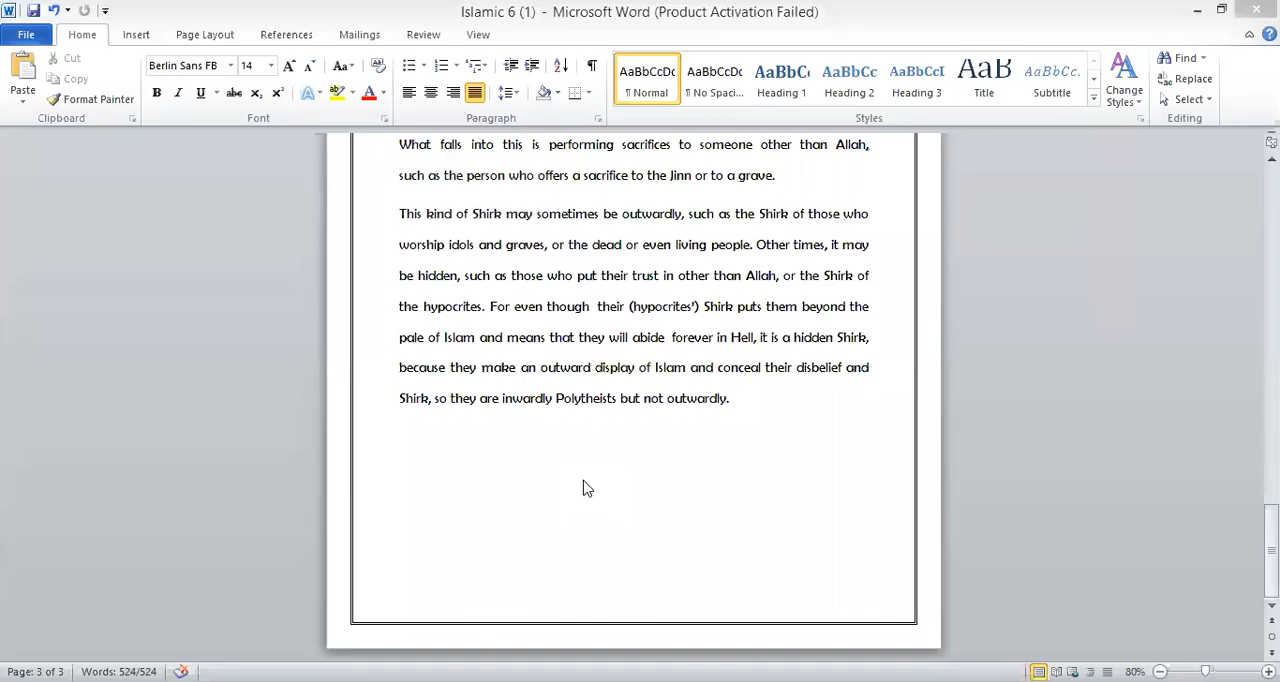 Islamic 6 (1) - Microsoft Word (Product Activation Failed)
File Home Insert Page Layout References Mailings Review View
Cut
Copy
Format Painter
Paste
Clipboard
Berlin Sans FB 14
Font
Paragraph
AaBbCcDc AaBbCcDc AaBbC AaBbCc AaBbCcI AaB AaBbCc.
¶ Normal ¶ No Spaci... Heading 1 Heading 2 Heading 3 Title Subtitle
Change Styles
Styles
Find
Replace
Select
Editing
What falls into this is performing sacrifices to someone other than Allah,
such as the person who offers a sacrifice to the Jinn or to a grave.
This kind of Shirk may sometimes be outwardly, such as the Shirk of those who
worship idols and graves, or the dead or even living people. Other times, it may
be hidden, such as those who put their trust in other than Allah, or the Shirk of
the hypocrites. For even though their (hypocrites') Shirk puts them beyond the
pale of Islam and means that they will abide forever in Hell, it is a hidden Shirk,
because they make an outward display of Islam and conceal their disbelief and
Shirk, so they are inwardly Polytheists but not outwardly.
Page: 3 of 3 Words: 524/524 80%